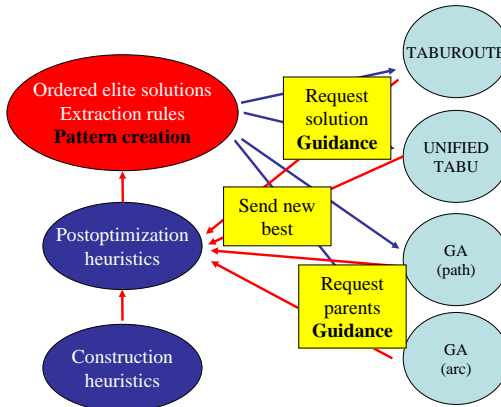 Ordered elite solutions
Extraction rules
Pattern creation
Postoptimization
heuristics
Construction
heuristics
Request
solution
Guidance
Send new
best
Request
parents
Guidance
TABUROUTE
UNIFIED
TABU
GA
(path)
GA
(arc)